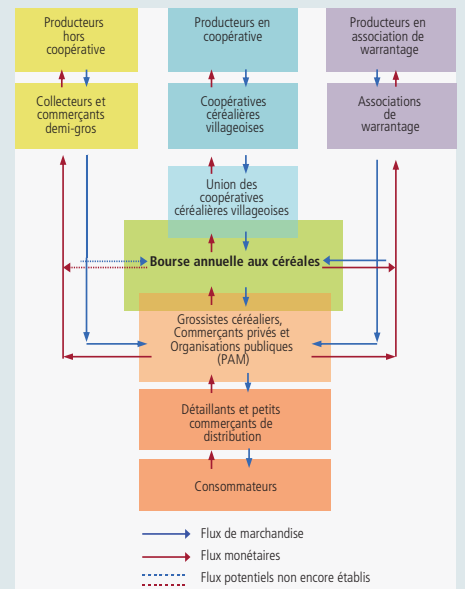 Producteurs
hors
coopérative
Producteurs en
coopérative
Producteurs en
association de
warrantage
Collecteurs et
commerçants
demi-gros
Coopératives
céréalières
villageoises
Associations
de
warrantage
Union des
coopératives
céréalières villageoises
Bourse annuelle aux céréales
Grossistes céréaliers,
Commerçants privés et
Organisations publiques
(PAM)
Détaillants et petits
commerçants de
distribution
Consommateurs
Flux de marchandise
Flux monétaires
Flux potentiels non encore établis